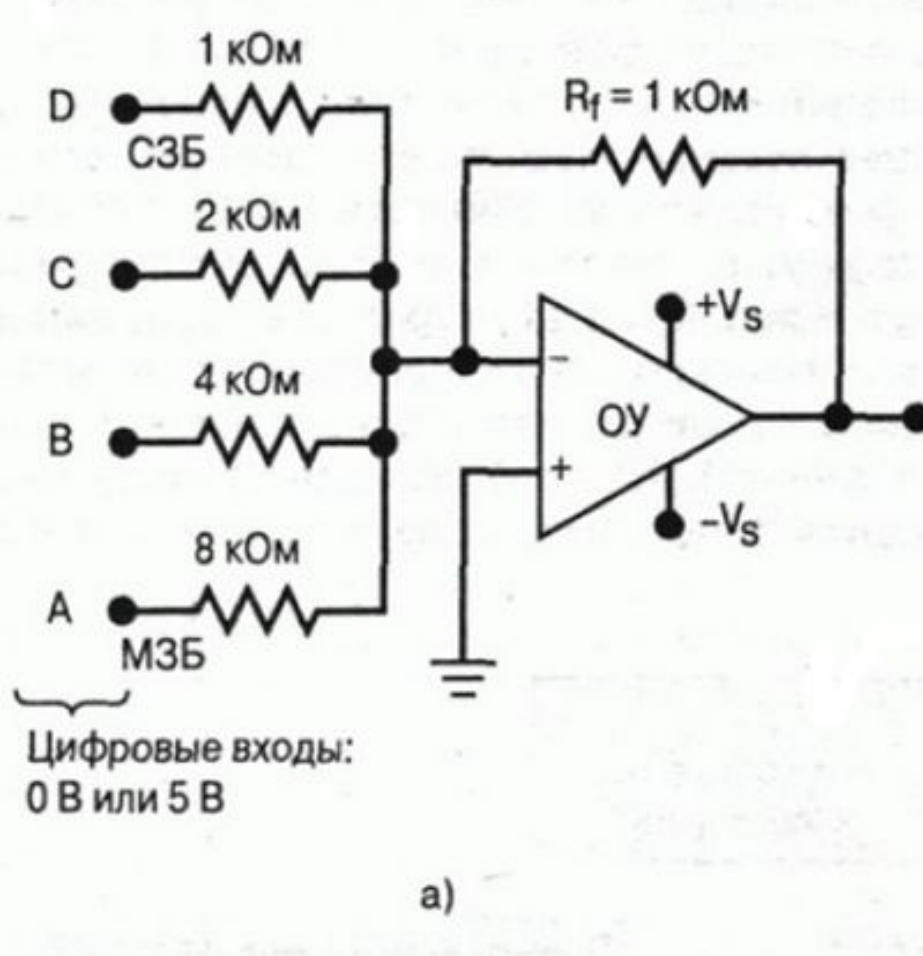 1 кОм
D
СЗБ
R_f = 1 кОм
2 кОм
C
+V_S
−
4 кОм
B
ОУ
+
−V_S
8 кОм
A
МЗБ
Цифровые входы:
0 В или 5 В
а)